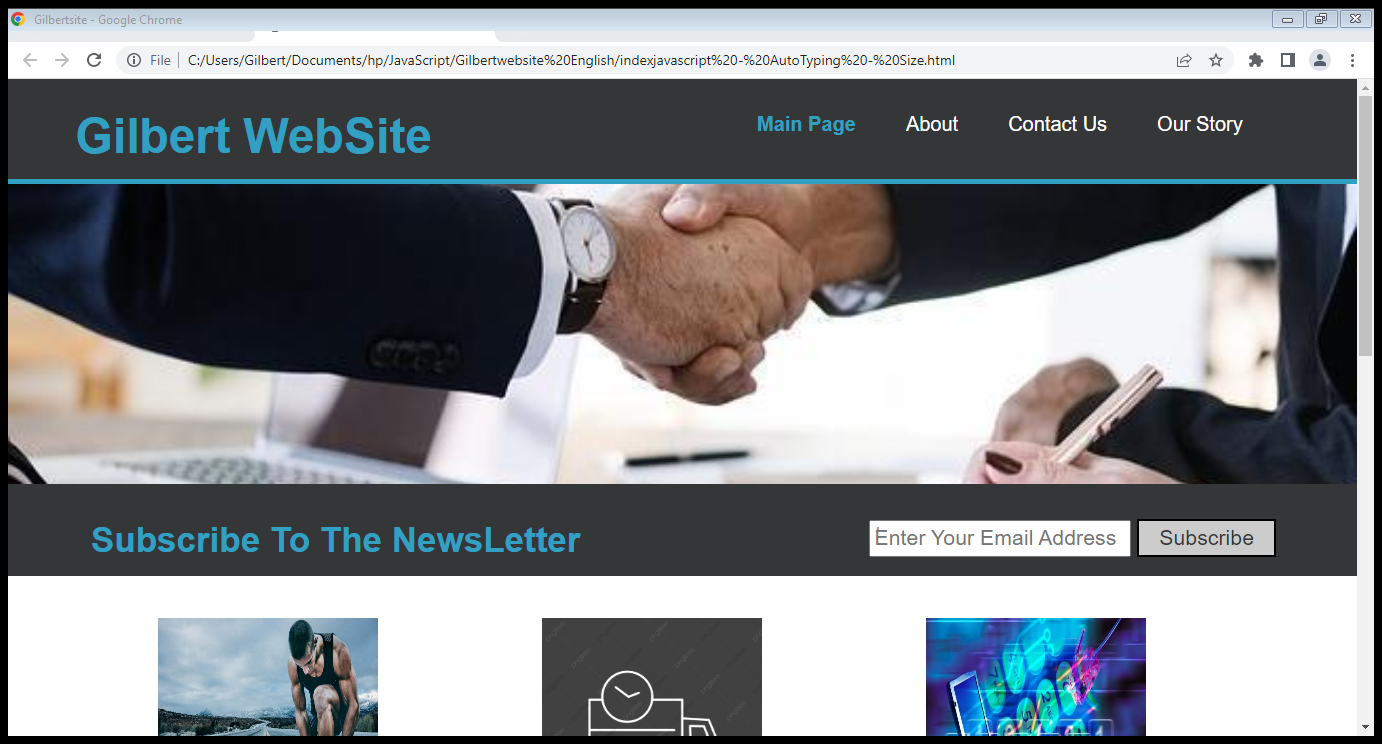 Gilbertsite - Google Chrome
File C:/Users/Gilbert/Documents/hp/JavaScript/Gilbertwebsite%20English/indexjavascript%20-%20AutoTyping%20-%20Size.html
Gilbert WebSite
Main Page About Contact Us Our Story
Subscribe To The NewsLetter
Enter Your Email Address Subscribe